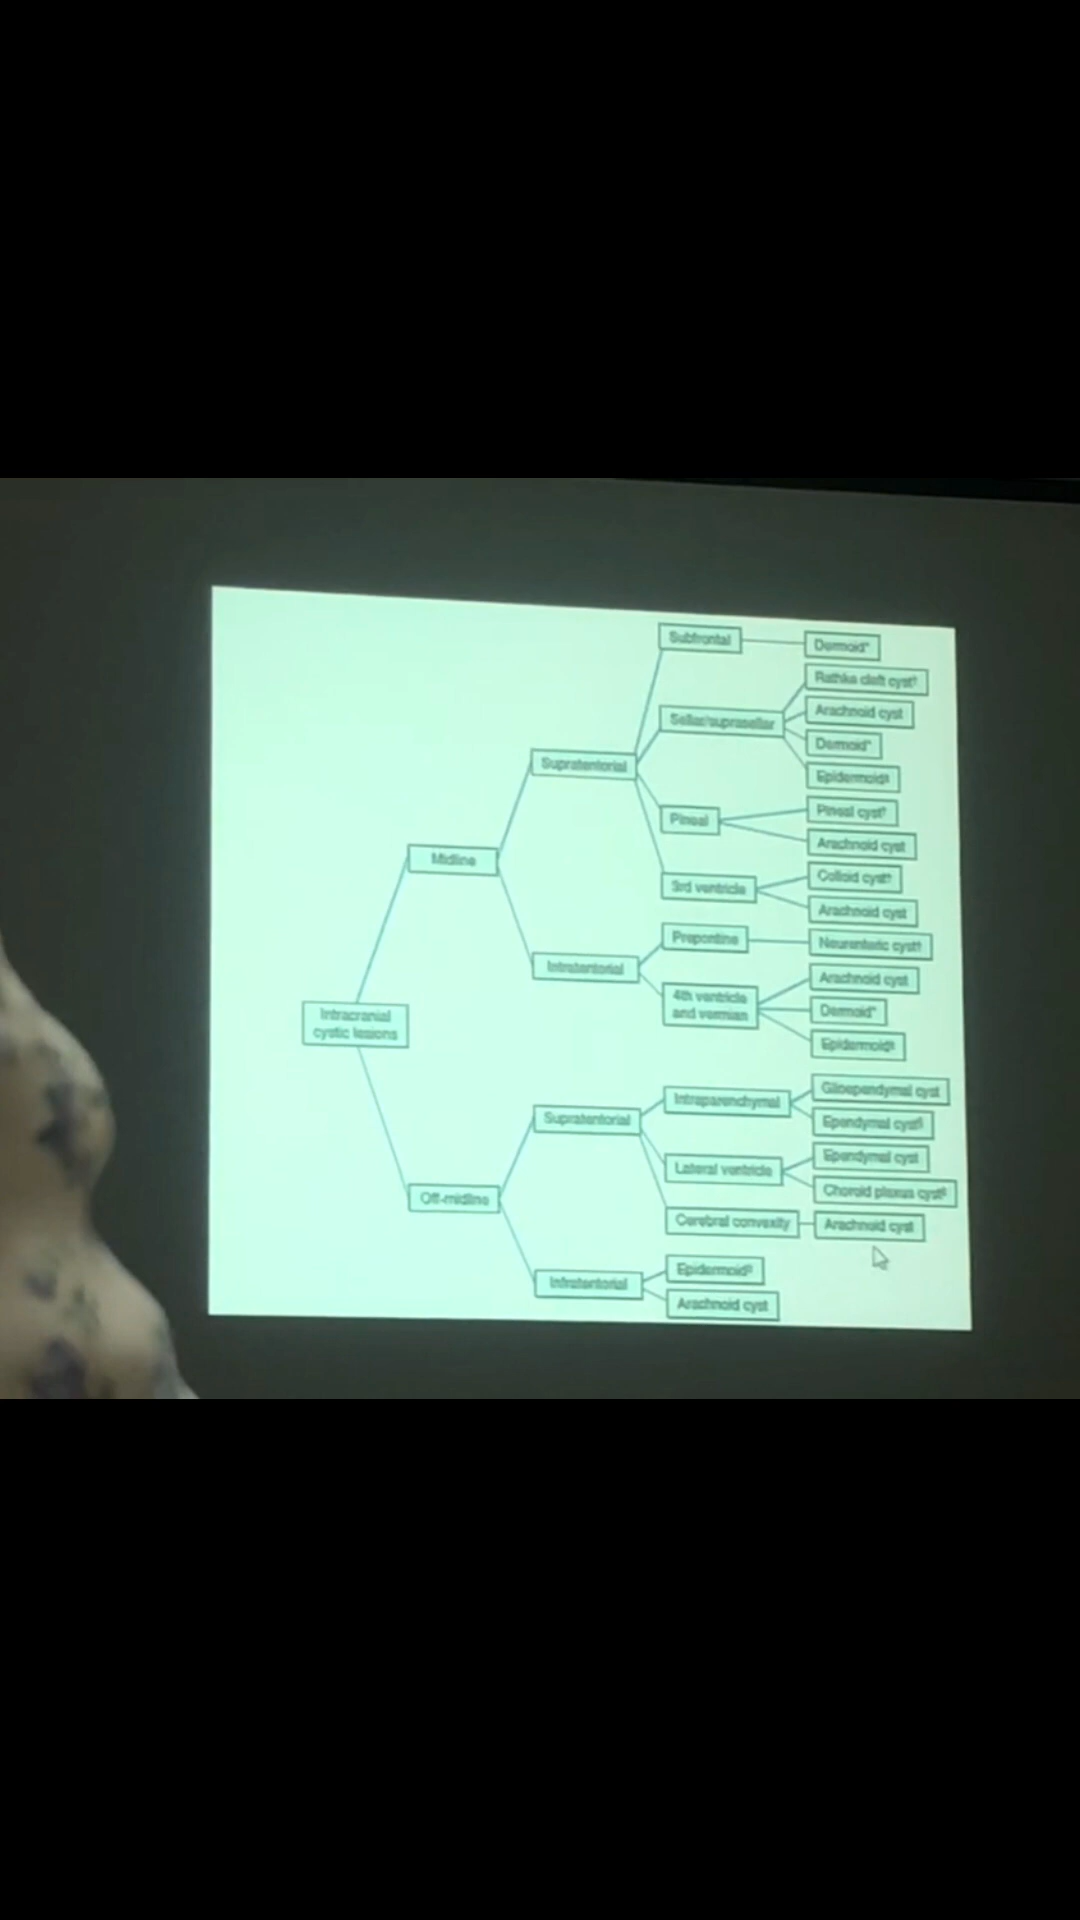 Subfrontal
Dermoid*
Rathke cleft cyst†
Sellar/suprasellar
Arachnoid cyst
Dermoid*
Epidermoid
Supratentorial
Pineal
Pineal cyst†
Arachnoid cyst
Midline
3rd ventricle
Colloid cyst†
Arachnoid cyst
Prepontine
Neurenteric cyst†
Infratentorial
4th ventricle
and vermian
Arachnoid cyst
Dermoid*
Epidermoid
Intracranial
cystic lesions
Supratentorial
Intraparenchymal
Glioependymal cyst
Ependymal cyst
Lateral ventricle
Ependymal cyst
Choroid plexus cyst
Off-midline
Cerebral convexity
Arachnoid cyst
Infratentorial
Epidermoid
Arachnoid cyst